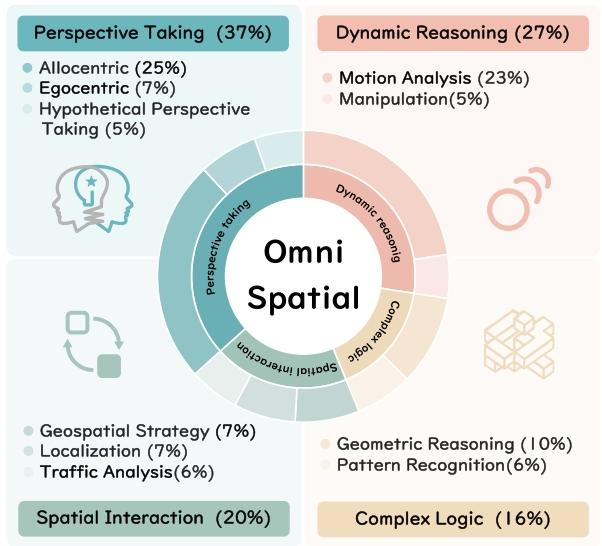 Perspective Taking (37%)
Allocentric (25%)
Egocentric (7%)
Hypothetical Perspective
Taking (5%)
Dynamic Reasoning (27%)
Motion Analysis (23%)
Manipulation(5%)
Perspective taking
Dynamic reasonig
Omni
Spatial
Complex logic
Spatial interaction
Geospatial Strategy (7%)
Localization (7%)
Traffic Analysis(6%)
Spatial Interaction (20%)
Geometric Reasoning (10%)
Pattern Recognition(6%)
Complex Logic (16%)